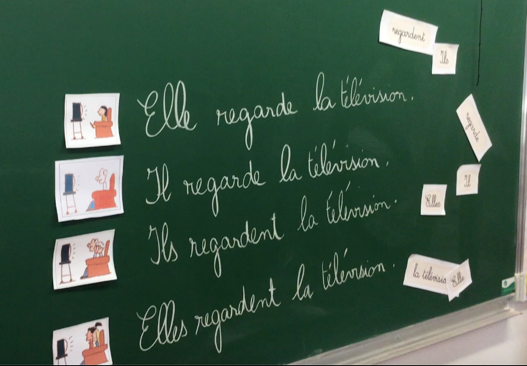 regardent
Ils
Elle regarde la télévision.
Il regarde la télévision.
Ils regardent la télévision.
Elles regardent la télévision.
regarde
Il
Elles
la télévisio
Elle